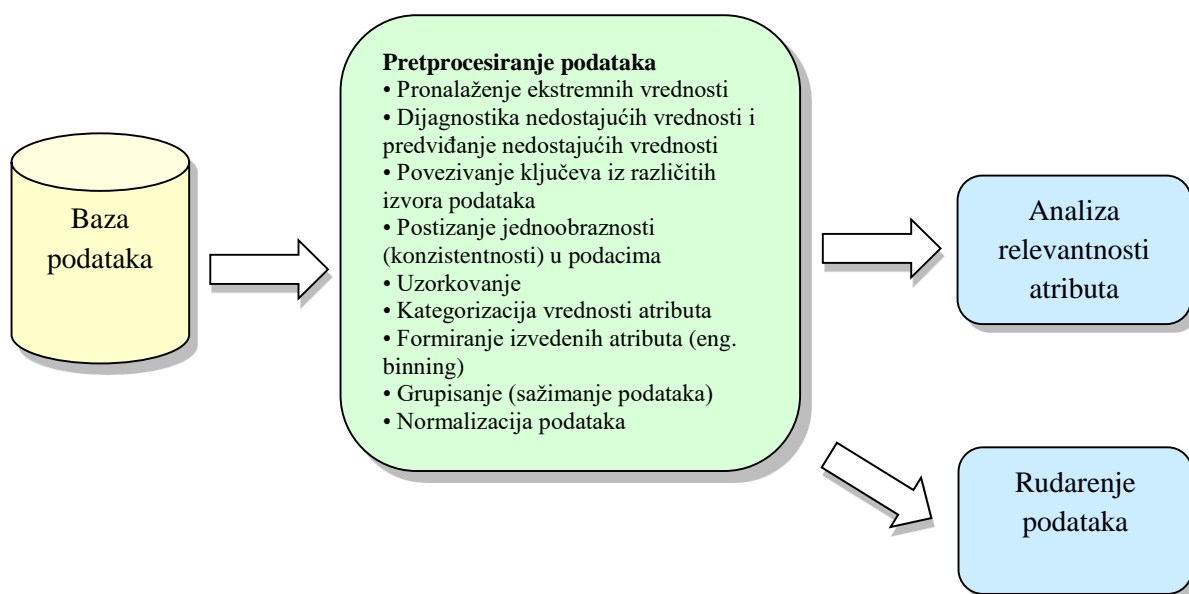 Baza
podataka
Pretprocesiranje podataka
• Pronalaženje ekstremnih vrednosti
• Dijagnostika nedostajućih vrednosti i
predviđanje nedostajućih vrednosti
• Povezivanje ključeva iz različitih
izvora podataka
• Postizanje jednoobraznosti
(konzistentnosti) u podacima
• Uzorkovanje
• Kategorizacija vrednosti atributa
• Formiranje izvedenih atributa (eng.
binning)
• Grupisanje (sažimanje podataka)
• Normalizacija podataka
Analiza
relevantnosti
atributa
Rudarenje
podataka